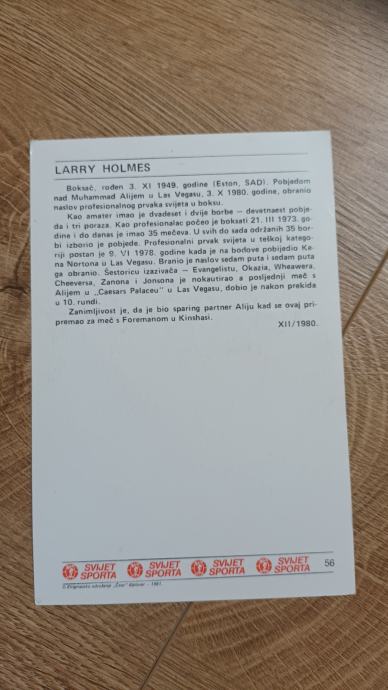 LARRY HOLMES
Boksač, rođen 3. XI 1949. godine (Eston, SAD). Pobjedom
nad Muhammad Alijem u Las Vegasu, 3. X 1980. godine, obranio
naslov profesionalnog prvaka svijeta u boksu.
Kao amater imao je dvadeset i dvije borbe — devetnaest pobje-
da i tri poraza. Kao profesionalac počeo je boksati 21. III 1973. go-
dine i do danas je imao 35 mečeva. U svih do sada održanih 35 bor-
bi izborio je pobjede. Profesionalni prvak svijeta u teškoj katego-
riji postan je 9. VI 1978. godine kada je na bodove pobijedio Ke-
na Nortona u Las Vegasu. Branio je naslov sedam puta i sedam puta
ga obranio. Šestoricu izazivača — Evangelistu, Okazia, Wheawera,
Cheeversa, Zanona i Jonsona je nokautirao a posljednji meč s
Alijem u „Caesars Palaceu" u Las Vegasu, dobio je nakon prekida
u 10. rundi.
Zanimljivost je, da je bio sparing partner Aliju kad se ovaj pri-
premao za meč s Foremanom u Kinshasi.
XII/1980.
SVIJET SPORTA SVIJET SPORTA SVIJET SPORTA SVIJET SPORTA 56
- 1981.